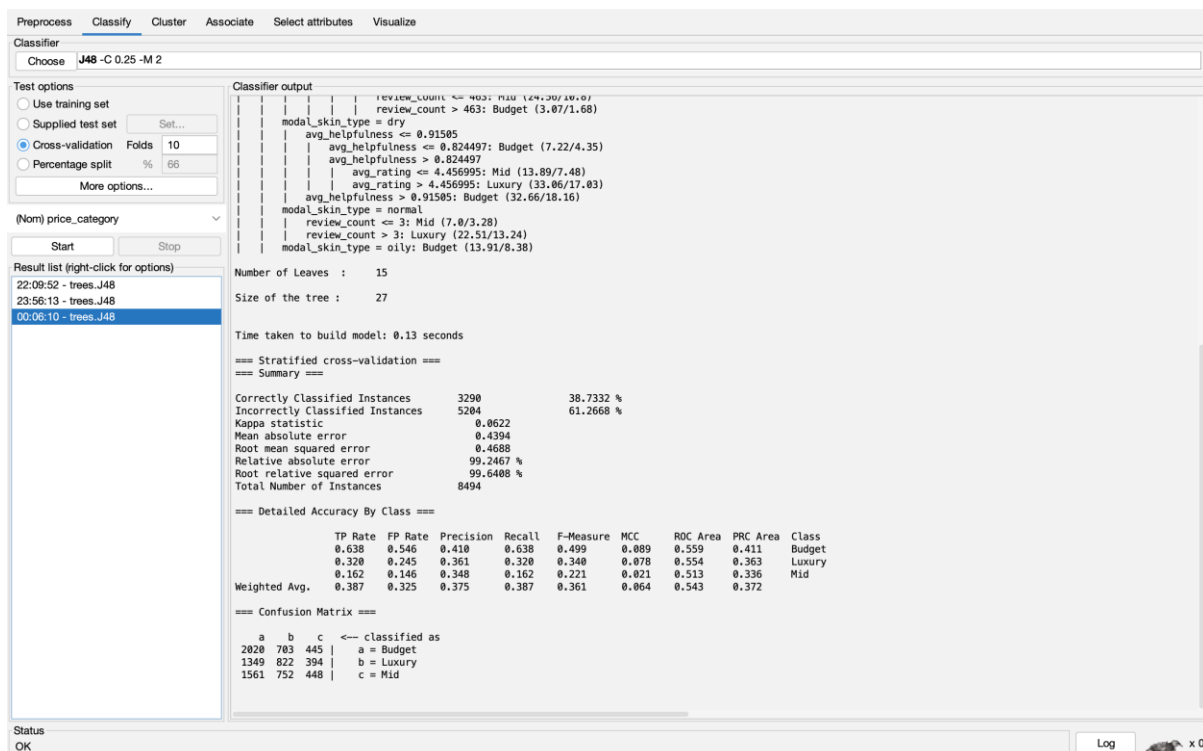 Preprocess Classify Cluster Associate Select attributes Visualize
Classifier
Choose J48 -C 0.25 -M 2
Test options
Use training set
Supplied test set Set...
Cross-validation Folds 10
Percentage split % 66
More options...
(Nom) price_category
Start Stop
Result list (right-click for options)
22:09:52 - trees.J48
23:56:13 - trees.J48
00:06:10 - trees.J48
Classifier output
| | | | | | review_count <= 463: Mid (24.56/10.8)
| | | | | | review_count > 463: Budget (3.07/1.68)
| | modal_skin_type = dry
| | | avg_helpfulness <= 0.91505
| | | | avg_helpfulness <= 0.824497: Budget (7.22/4.35)
| | | | avg_helpfulness > 0.824497
| | | | | avg_rating <= 4.456995: Mid (13.89/7.48)
| | | | | avg_rating > 4.456995: Luxury (33.06/17.03)
| | | avg_helpfulness > 0.91505: Budget (32.66/18.16)
| | modal_skin_type = normal
| | | review_count <= 3: Mid (7.0/3.28)
| | | review_count > 3: Luxury (22.51/13.24)
| | modal_skin_type = oily: Budget (13.91/8.38)
Number of Leaves : 15
Size of the tree : 27
Time taken to build model: 0.13 seconds
=== Stratified cross-validation ===
=== Summary ===
Correctly Classified Instances 3290 38.7332 %
Incorrectly Classified Instances 5204 61.2668 %
Kappa statistic 0.0622
Mean absolute error 0.4394
Root mean squared error 0.4688
Relative absolute error 99.2467 %
Root relative squared error 99.6408 %
Total Number of Instances 8494
=== Detailed Accuracy By Class ===
TP Rate FP Rate Precision Recall F-Measure MCC ROC Area PRC Area Class
0.638 0.546 0.410 0.638 0.499 0.089 0.559 0.411 Budget
0.320 0.245 0.361 0.320 0.340 0.078 0.554 0.363 Luxury
0.162 0.146 0.348 0.162 0.221 0.021 0.513 0.336 Mid
Weighted Avg. 0.387 0.325 0.375 0.387 0.361 0.064 0.543 0.372
=== Confusion Matrix ===
a b c <-- classified as
2020 703 445 | a = Budget
1349 822 394 | b = Luxury
1561 752 448 | c = Mid
Status
OK
Log
x 0